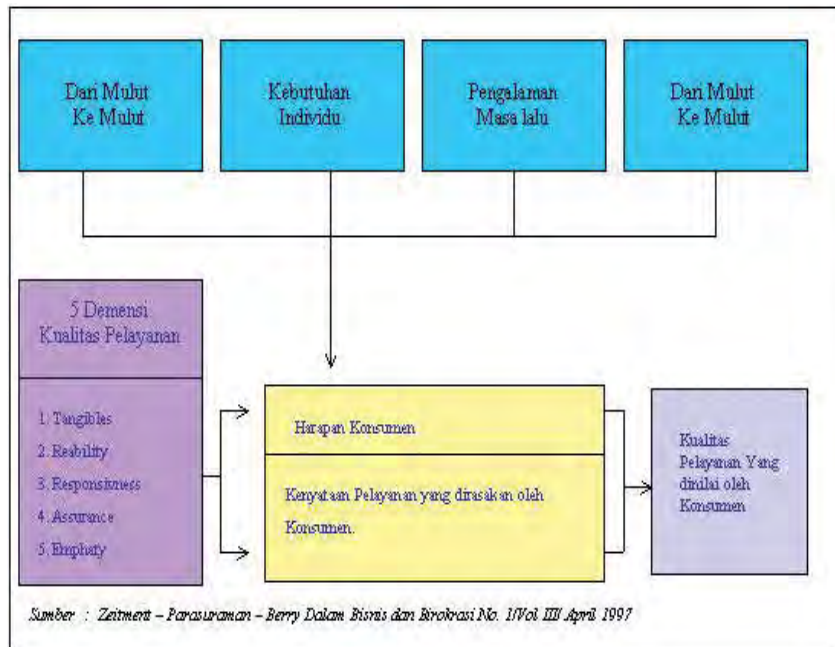 Dari Mulut
Ke Mulut
Kebutuhan
Individu
Pengalaman
Masa lalu
Dari Mulut
Ke Mulut
5 Demensi
Kualitas Pelayanan
1. Tangibles
2. Reability
3. Responsivness
4. Assurance
5. Emphaty
Harapan Konsumen
Kenyataan Pelayanan yang dirasakan oleh
Konsumen.
Kualitas
Pelayanan Yang
dinilai oleh
Konsumen
Sumber : Zeitment – Parasuraman – Berry Dalam Bisnis dan Birokrasi No. 1/Vol. III/ April 1997